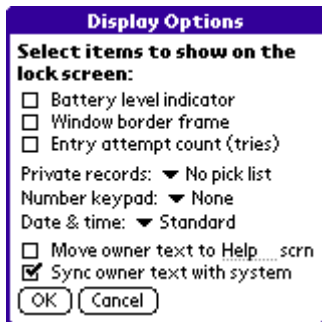 Display Options
Select items to show on the
lock screen:
Battery level indicator
Window border frame
Entry attempt count (tries)
Private records: No pick list
Number keypad: None
Date & time: Standard
Move owner text to Help scrn
Sync owner text with system
OK Cancel